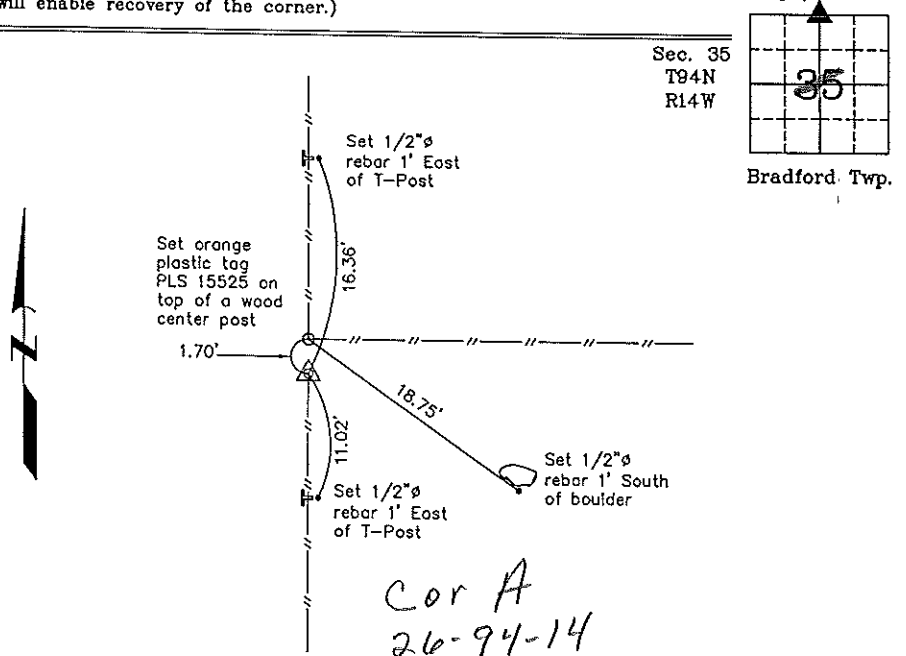 will enable recovery of the corner.)
Sec. 35
T94N
R14W
35
Bradford Twp.
Set 1/2"ø
rebar 1' East
of T-Post
Set orange
plastic tag
PLS 15525 on
top of a wood
center post
16.36'
1.70'
18.75'
11.02'
Set 1/2"ø
rebar 1' South
of boulder
Set 1/2"ø
rebar 1' East
of T-Post
N
Cor A
26-94-14